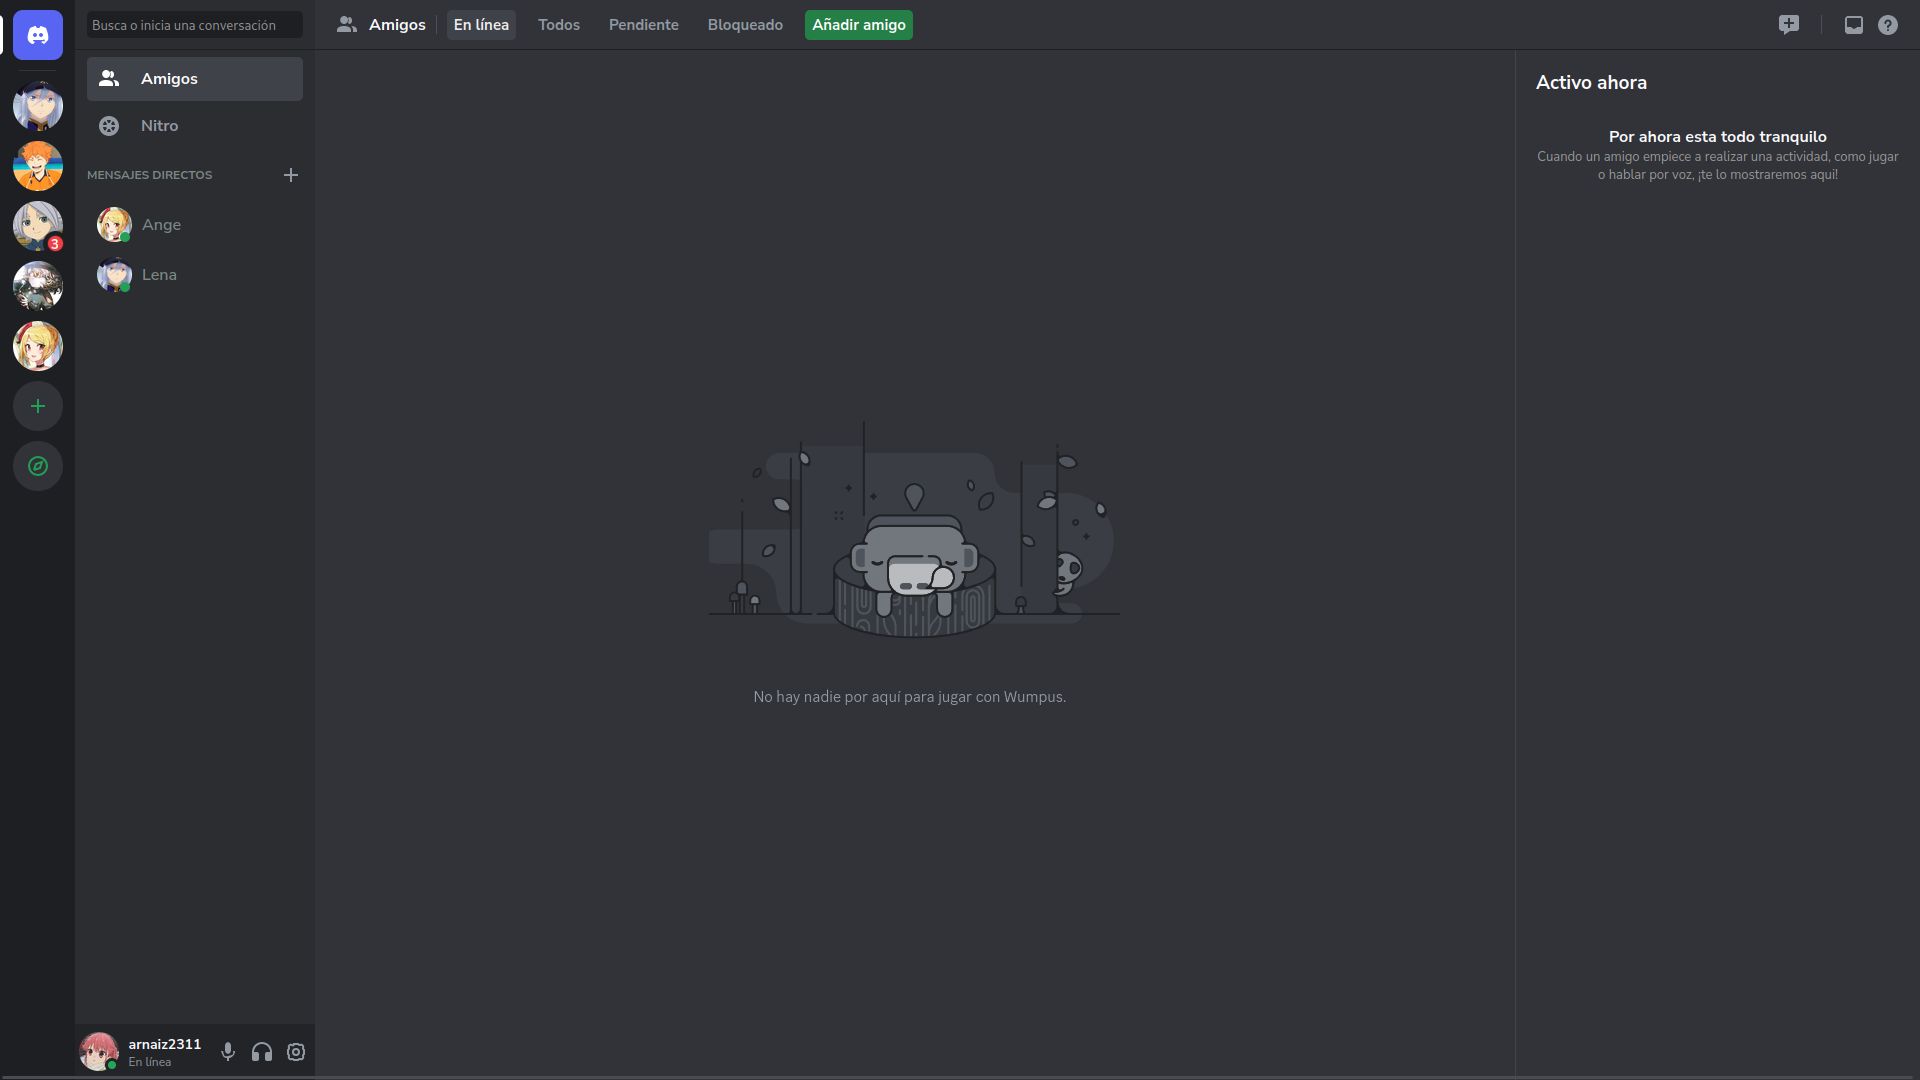 Busca o inicia una conversación
Amigos
Nitro
MENSAJES DIRECTOS
Ange
Lena
3
arnaiz2311
En línea
Amigos
En línea
Todos
Pendiente
Bloqueado
Añadir amigo
No hay nadie por aquí para jugar con Wumpus.
Activo ahora
Por ahora esta todo tranquilo
Cuando un amigo empiece a realizar una actividad, como jugar
o hablar por voz, ¡te lo mostraremos aqui!